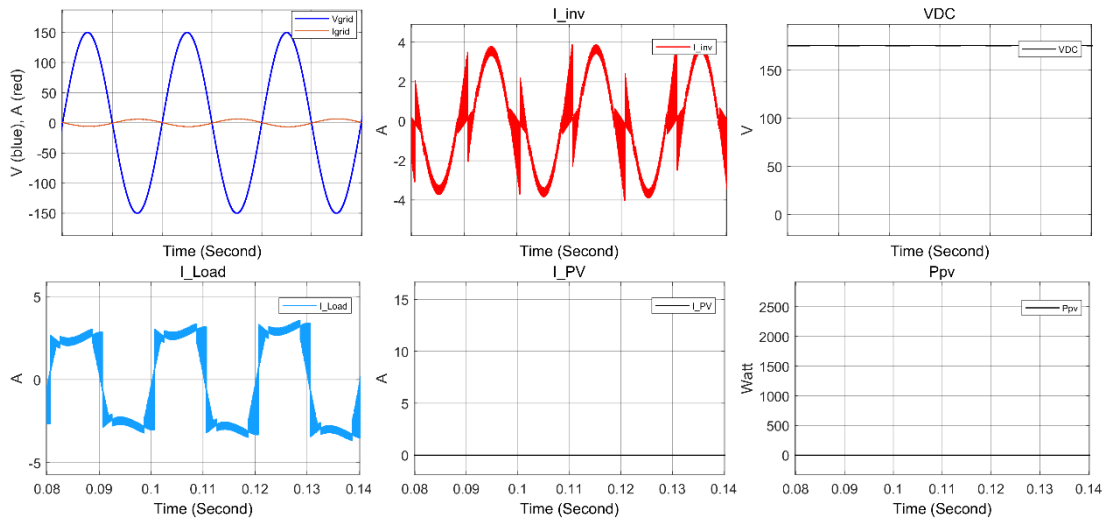 Vgrid
Igrid
V (blue), A (red)
150
100
50
0
-50
-100
-150
Time (Second)
I_inv
I_inv
A
4
2
0
-2
-4
Time (Second)
VDC
VDC
V
150
100
50
0
Time (Second)
I_Load
I_Load
A
5
0
-5
0.08 0.09 0.1 0.11 0.12 0.13 0.14
Time (Second)
I_PV
I_PV
A
15
10
5
0
0.08 0.09 0.1 0.11 0.12 0.13 0.14
Time (Second)
Ppv
Ppv
Watt
2500
2000
1500
1000
500
0
0.08 0.09 0.1 0.11 0.12 0.13 0.14
Time (Second)